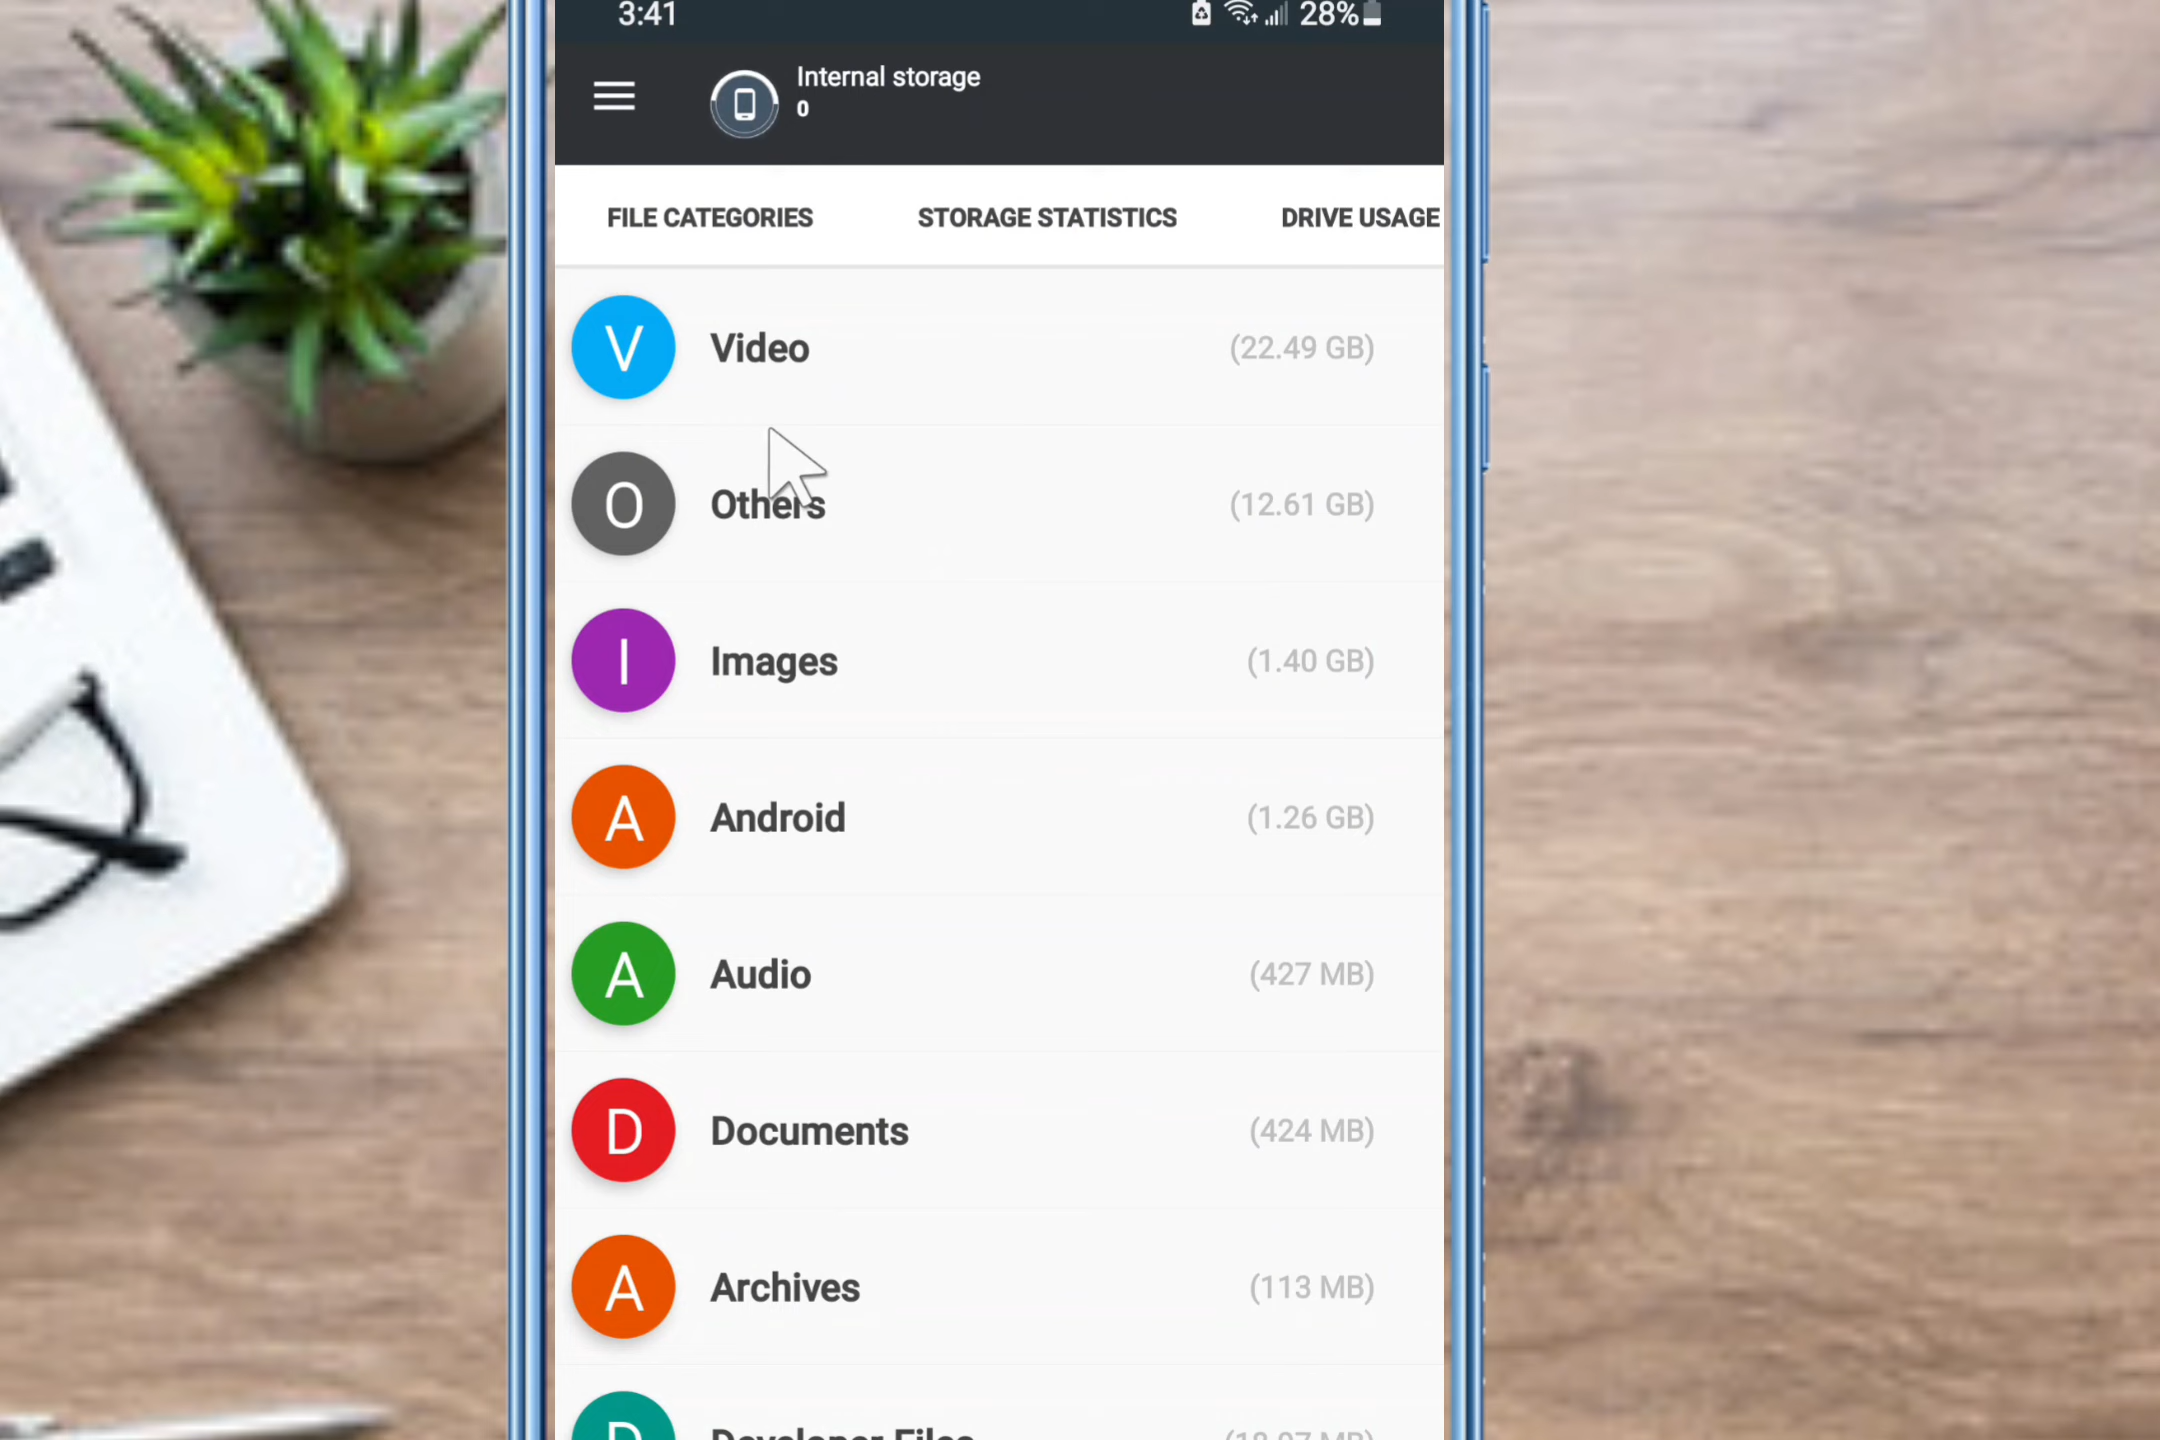 3:41 28%
Internal storage
0
FILE CATEGORIES STORAGE STATISTICS DRIVE USAGE
V Video (22.49 GB)
O Others (12.61 GB)
I Images (1.40 GB)
A Android (1.26 GB)
A Audio (427 MB)
D Documents (424 MB)
A Archives (113 MB)
D Developer Files